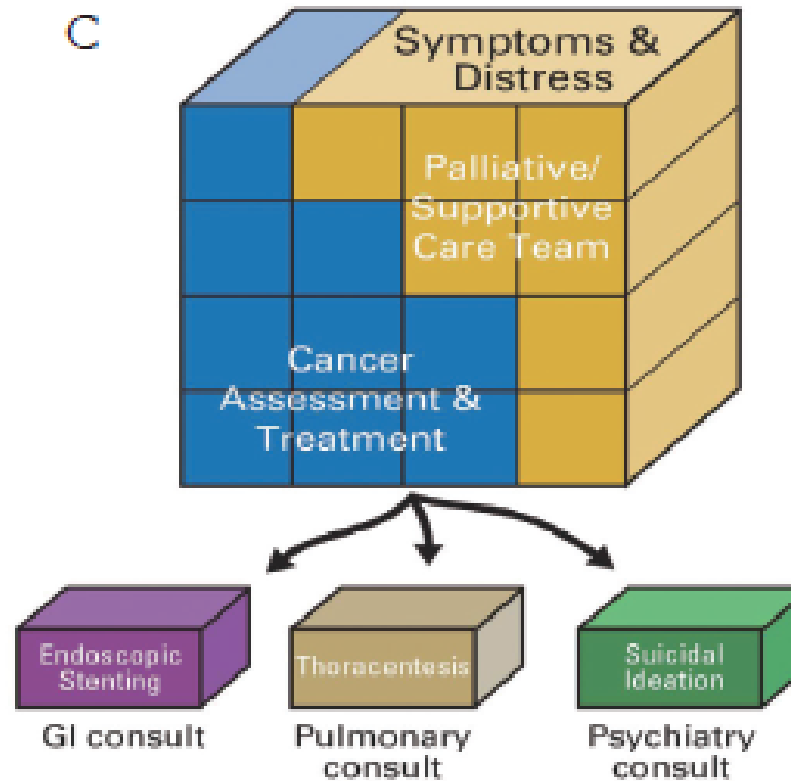 C
Symptoms &
Distress
Palliative/
Supportive
Care Team
Cancer
Assessment &
Treatment
Endoscopic
Stenting
GI consult
Thoracentesis
Pulmonary
consult
Suicidal
Ideation
Psychiatry
consult